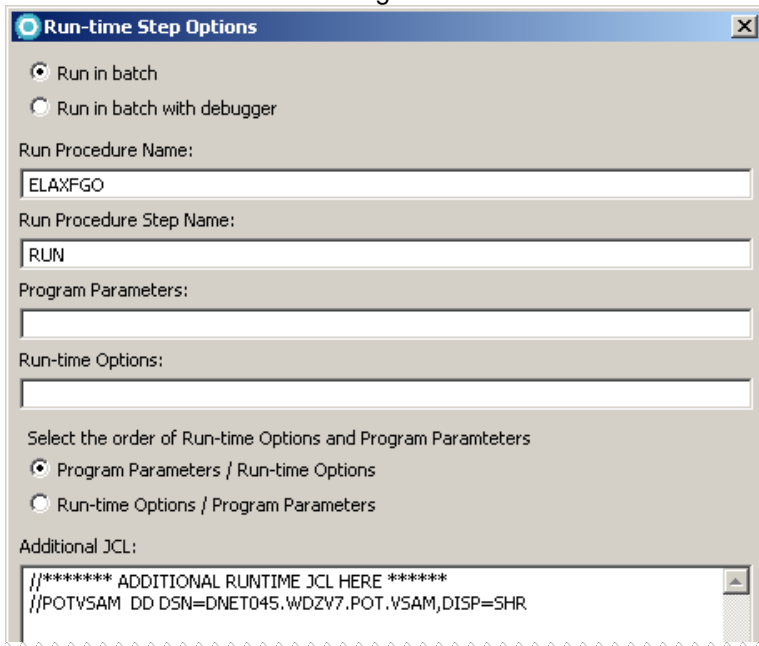 Run-time Step Options
Run in batch
Run in batch with debugger
Run Procedure Name:
ELAXFGO
Run Procedure Step Name:
RUN
Program Parameters:
Run-time Options:
Select the order of Run-time Options and Program Paramteters
Program Parameters / Run-time Options
Run-time Options / Program Parameters
Additional JCL:
//******* ADDITIONAL RUNTIME JCL HERE ******
//POTVSAM DD DSN=DNET045.WDZV7.POT.VSAM,DISP=SHR